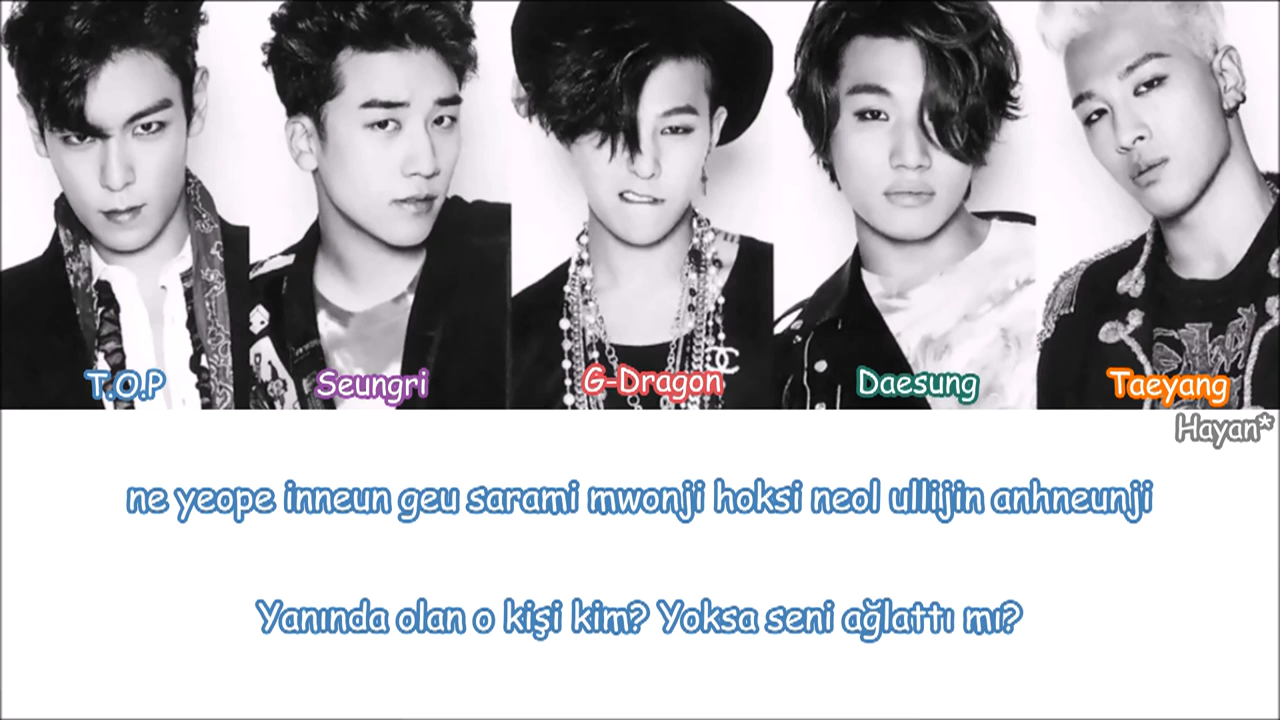 T.O.P
Seungri
G-Dragon
Daesung
Taeyang
Hayan*
ne yeope inneun geu sarami mwonji hoksi neol ullijin anhneunji
Yanında olan o kişi kim? Yoksa seni ağlattı mı?